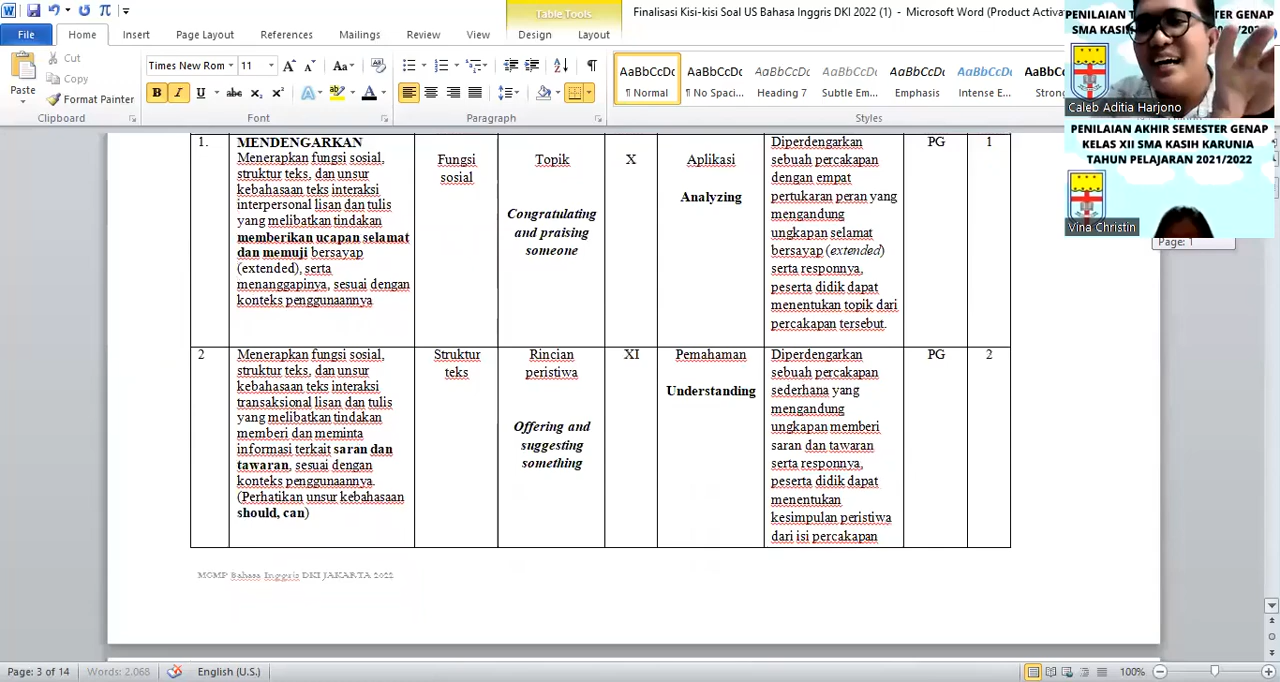 Table Tools
Finalisasi Kisi-kisi Soal US Bahasa Inggris DKI 2022 (1) - Microsoft Word (Product Activa
File
Home
Insert
Page Layout
References
Mailings
Review
View
Design
Layout
Cut
Copy
Format Painter
Paste
Clipboard
Times New Rom
11
Font
Paragraph
AaBbCcDc
¶ Normal
AaBbCcDc
¶ No Spaci...
AaBbCcDc
Heading 7
AaBbCcDc
Subtle Em...
AaBbCcDc
Emphasis
AaBbCcDc
Intense E...
AaBbCc
Strong
Styles
PENILAIAN
SEMESTER GENAP
Caleb Aditia Harjono
PENILAIAN AKHIR SEMESTER GENAP
KELAS XII SMA KASIH KARUNIA
TAHUN PELAJARAN 2021/2022
Vina Christin
Page: 1
1.
MENDENGARKAN
Menerapkan fungsi sosial,
struktur teks, dan unsur
kebahasaan teks interaksi
interpersonal lisan dan tulis
yang melibatkan tindakan
memberikan ucapan selamat
dan memuji bersayap
(extended), serta
menanggapinya, sesuai dengan
konteks penggunaannya
Fungsi
sosial
Topik
Congratulating
and praising
someone
X
Aplikasi
Analyzing
Diperdengarkan
sebuah percakapan
dengan empat
pertukaran peran yang
mengandung
ungkapan selamat
bersayap (extended)
serta responnya,
peserta didik dapat
menentukan topik dari
percakapan tersebut.
PG
1
2
Menerapkan fungsi sosial,
struktur teks, dan unsur
kebahasaan teks interaksi
transaksional lisan dan tulis
yang melibatkan tindakan
memberi dan meminta
informasi terkait saran dan
tawaran, sesuai dengan
konteks penggunaannya.
(Perhatikan unsur kebahasaan
should, can)
Struktur
teks
Rincian
peristiwa
Offering and
suggesting
something
XI
Pemahaman
Understanding
Diperdengarkan
sebuah percakapan
sederhana yang
mengandung
ungkapan memberi
saran dan tawaran
serta responnya,
peserta didik dapat
menentukan
kesimpulan peristiwa
dari isi percakapan
PG
2
MGMP Bahasa Inggris DKI JAKARTA 2022
Page: 3 of 14
Words: 2.068
English (U.S.)
100%